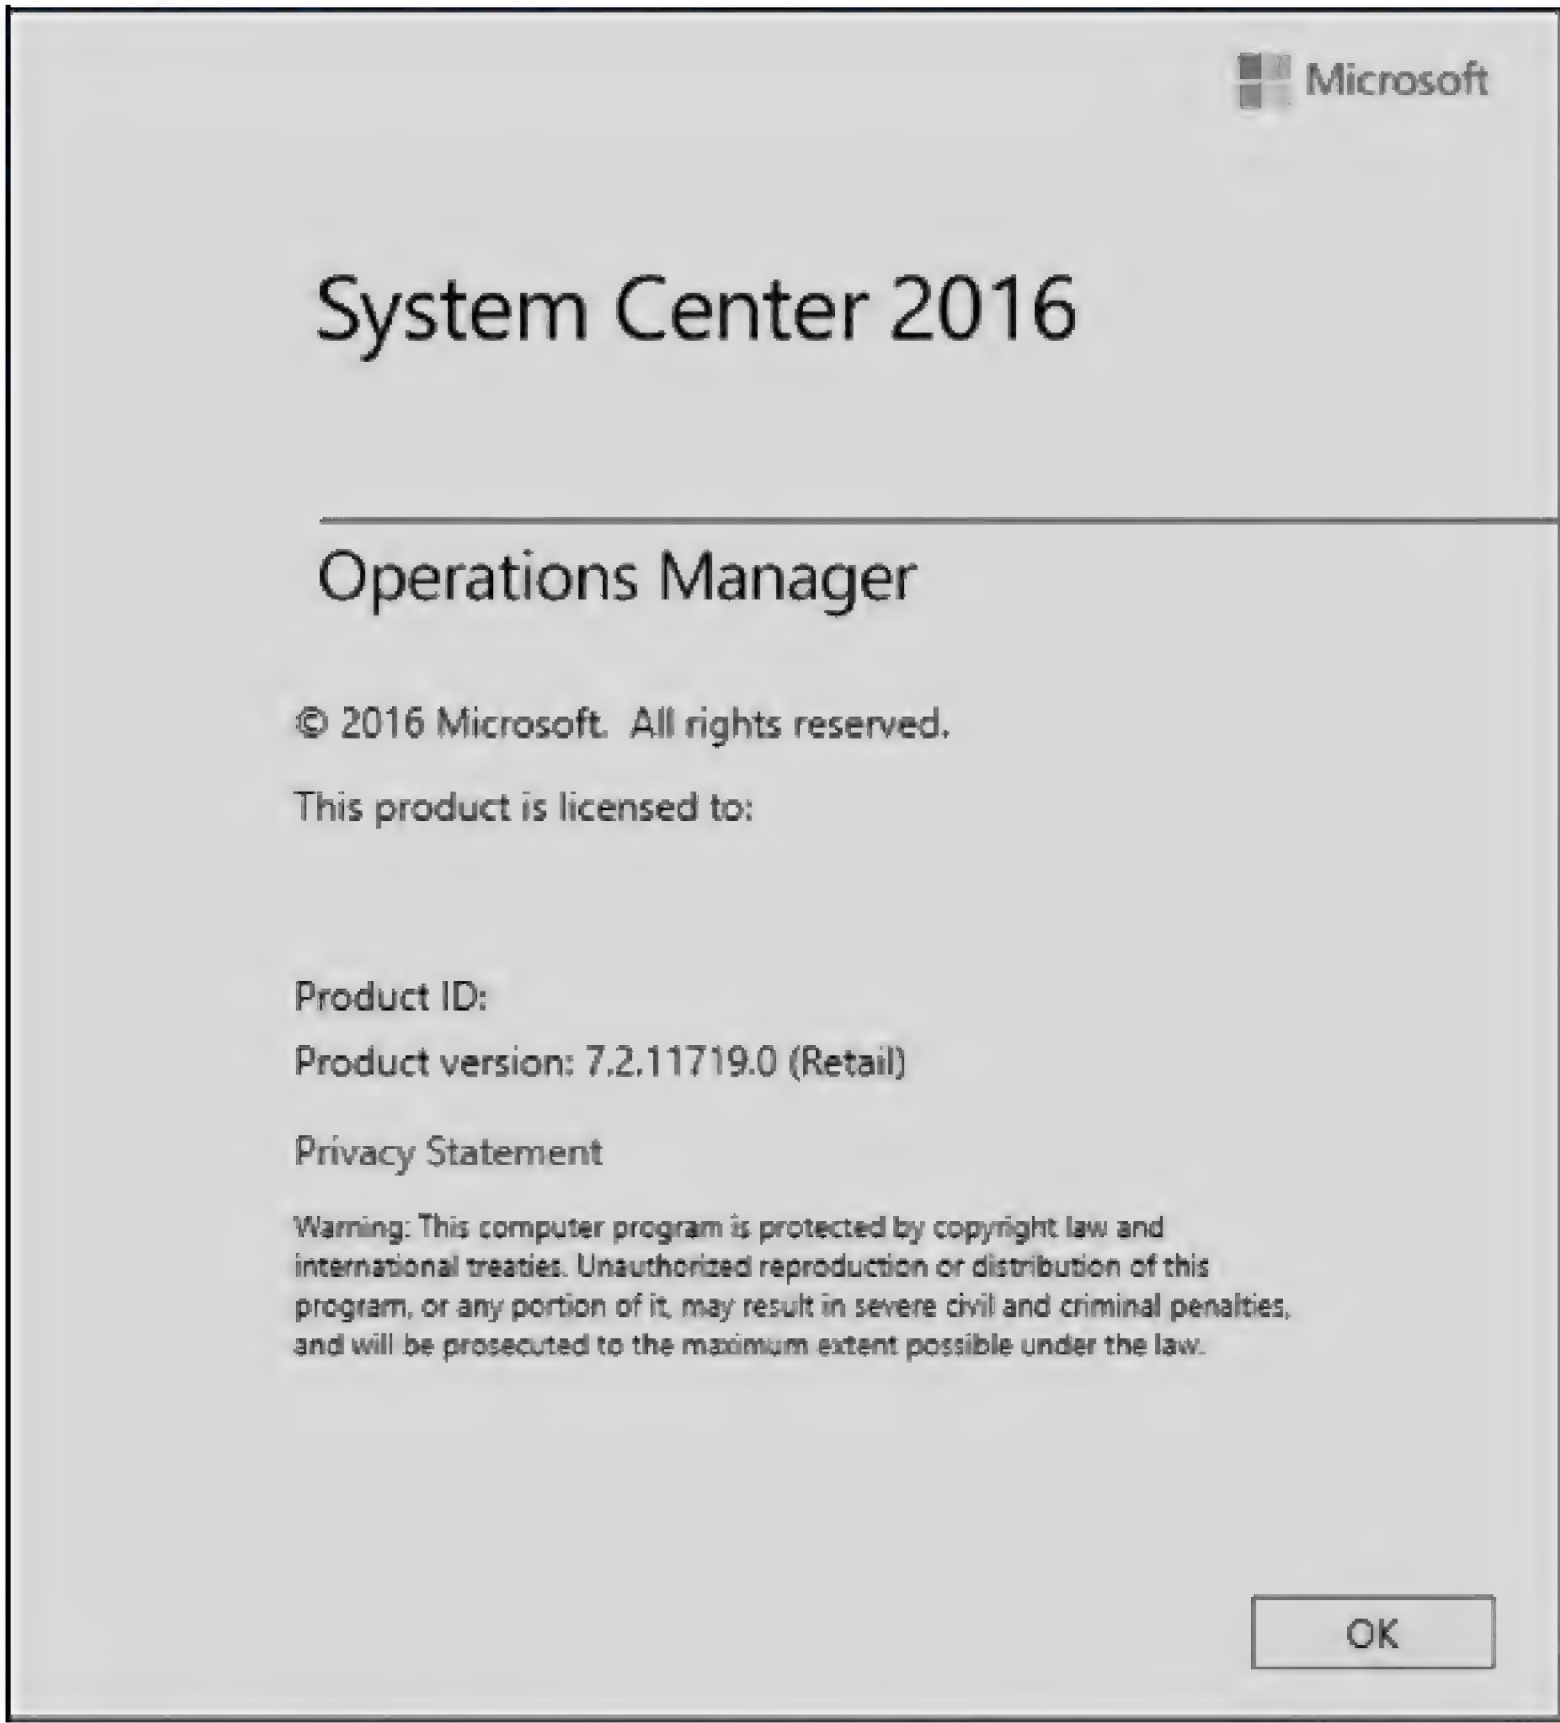 Microsoft
System Center 2016
Operations Manager
© 2016 Microsoft. All rights reserved.
This product is licensed to:
Product ID:
Product version: 7.2.11719.0 (Retail)
Privacy Statement
Warning: This computer program is protected by copyright law and
international treaties. Unauthorized reproduction or distribution of this
program, or any portion of it, may result in severe civil and criminal penalties,
and will be prosecuted to the maximum extent possible under the law.
OK